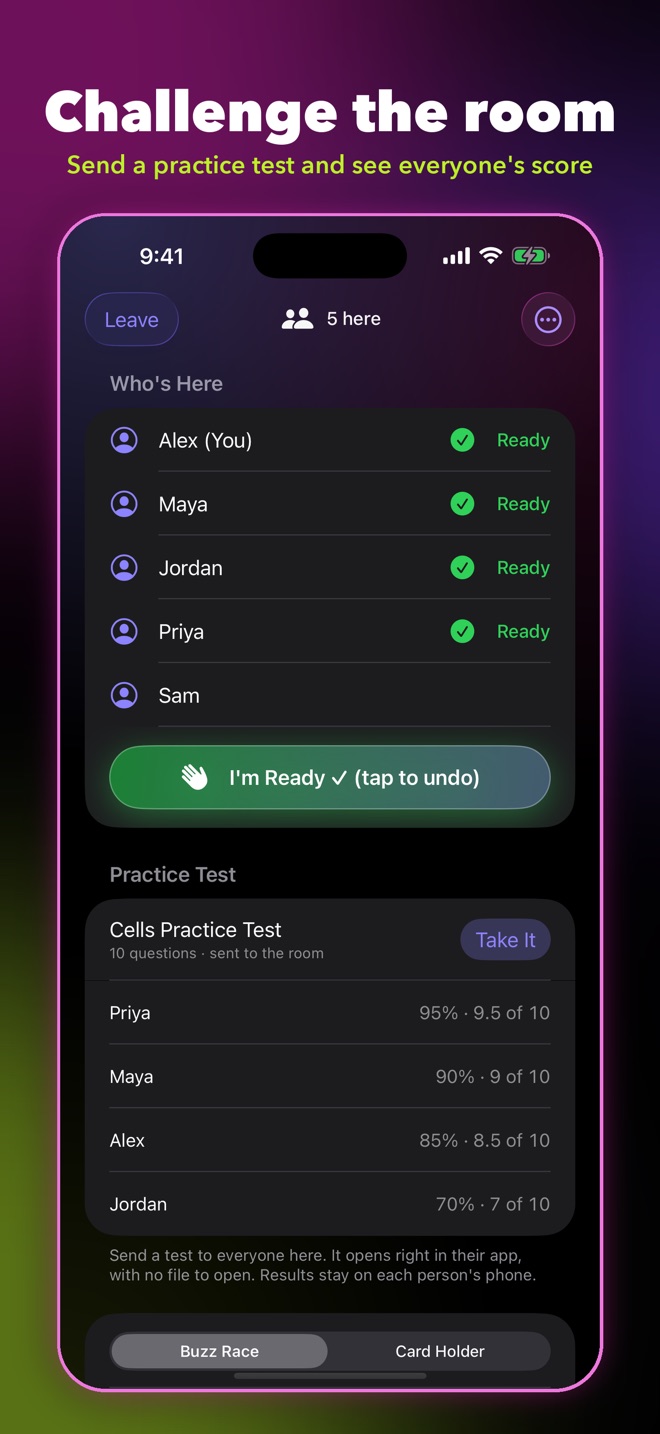 Challenge the room
Send a practice test and see everyone's score
9:41
Leave
5 here
Who's Here
Alex (You)
Ready
Maya
Ready
Jordan
Ready
Priya
Ready
Sam
I'm Ready ✓ (tap to undo)
Practice Test
Cells Practice Test
10 questions · sent to the room
Take It
Priya
95% · 9.5 of 10
Maya
90% · 9 of 10
Alex
85% · 8.5 of 10
Jordan
70% · 7 of 10
Send a test to everyone here. It opens right in their app,
with no file to open. Results stay on each person's phone.
Buzz Race
Card Holder